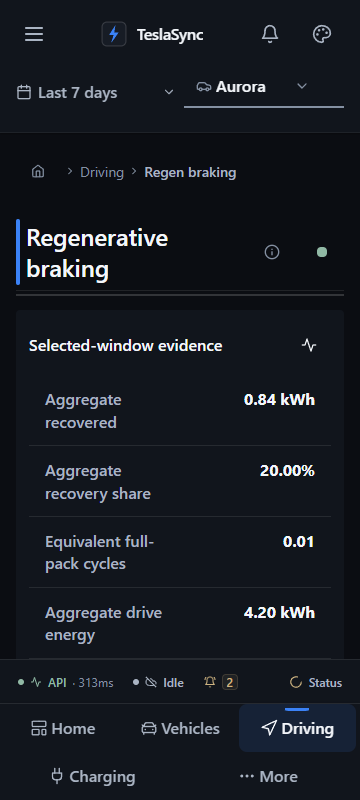 TeslaSync
Last 7 days
Aurora
Driving
Regen braking
Regenerative
braking
Selected-window evidence
Aggregate
recovered
0.84 kWh
Aggregate
recovery share
20.00%
Equivalent full-
pack cycles
0.01
Aggregate drive
energy
4.20 kWh
API · 313ms
Idle
2
Status
Home
Vehicles
Driving
Charging
More